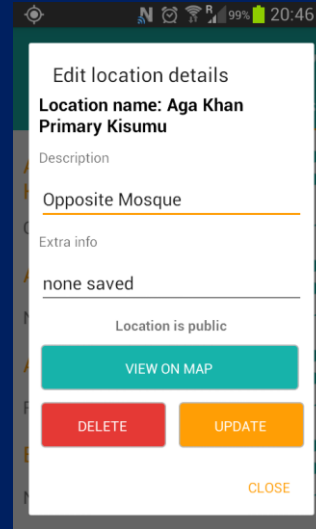 99% 20:46
Edit location details
Location name: Aga Khan
Primary Kisumu
Description
Opposite Mosque
Extra info
none saved
Location is public
VIEW ON MAP
DELETE UPDATE
CLOSE